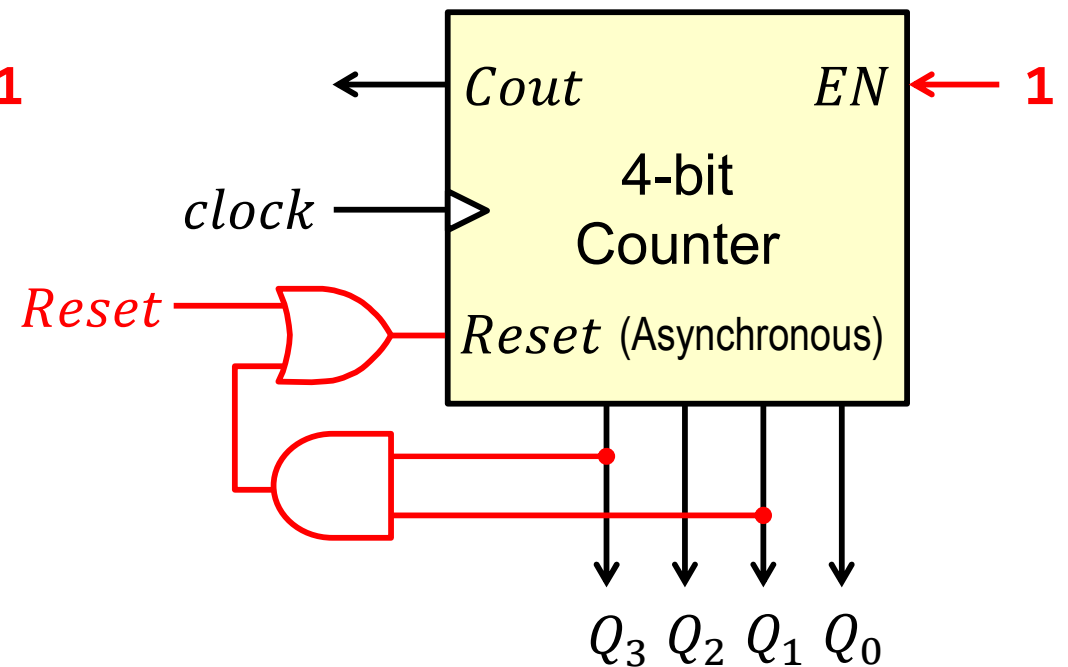 1
Cout EN 1
4-bit
clock
Counter
Reset
Reset (Asynchronous)
Q3 Q2 Q1 Q0